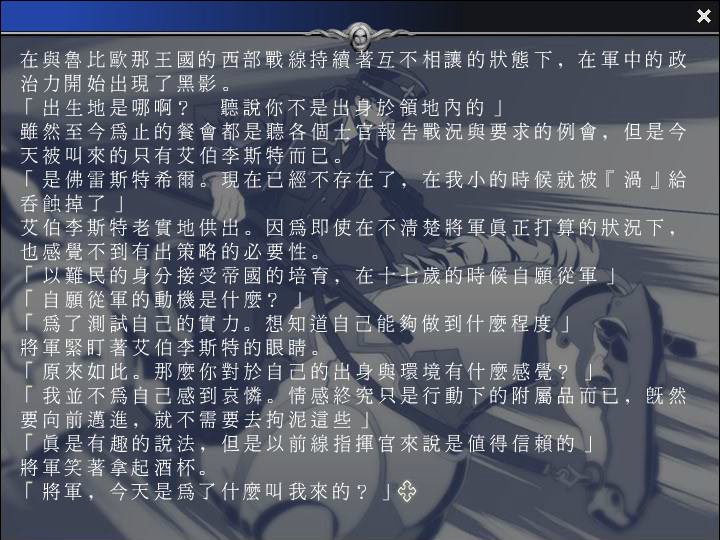 在與魯比歐那王國的西部戰線持續著互不相讓的狀態下，在軍中的政
治力開始出現了黑影。
「出生地是哪啊？　聽說你不是出身於領地內的」
雖然至今爲止的餐會都是聽各個士官報告戰況與要求的例會，但是今
天被叫來的只有艾伯李斯特而已。
「是佛雷斯特希爾。現在已經不存在了，在我小的時候就被『渦』給
吞蝕掉了」
艾伯李斯特老實地供出。因爲即使在不清楚將軍眞正打算的狀況下，
也感覺不到有出策略的必要性。
「以難民的身分接受帝國的培育，在十七歲的時候自願從軍」
「自願從軍的動機是什麼？」
「爲了測試自己的實力。想知道自己能夠做到什麼程度」
將軍緊盯著艾伯李斯特的眼睛。
「原來如此。那麼你對於自己的出身與環境有什麼感覺？」
「我並不爲自己感到哀憐。情感終究只是行動下的附屬品而已，旣然
要向前邁進，就不需要去拘泥這些」
「眞是有趣的說法，但是以前線指揮官來說是値得信賴的」
將軍笑著拿起酒杯。
「將軍，今天是爲了什麼叫我來的？」